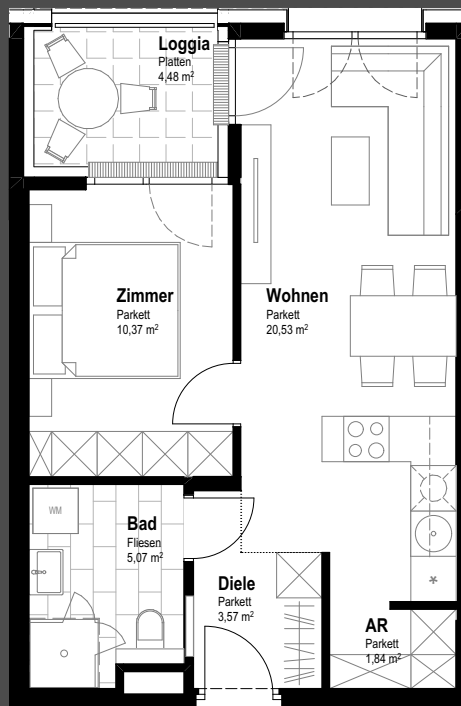 Loggia
Platten
4,48 m²
Zimmer
Parkett
10,37 m²
Wohnen
Parkett
20,53 m²
WM
Bad
Fliesen
5,07 m²
Diele
Parkett
3,57 m²
AR
Parkett
1,84 m²
*